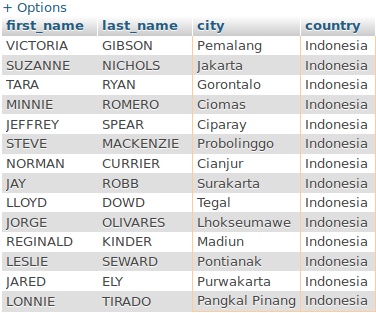 + Options
first_name last_name city country
VICTORIA GIBSON Pemalang Indonesia
SUZANNE NICHOLS Jakarta Indonesia
TARA RYAN Gorontalo Indonesia
MINNIE ROMERO Ciomas Indonesia
JEFFREY SPEAR Ciparay Indonesia
STEVE MACKENZIE Probolinggo Indonesia
NORMAN CURRIER Cianjur Indonesia
JAY ROBB Surakarta Indonesia
LLOYD DOWD Tegal Indonesia
JORGE OLIVARES Lhokseumawe Indonesia
REGINALD KINDER Madiun Indonesia
LESLIE SEWARD Pontianak Indonesia
JARED ELY Purwakarta Indonesia
LONNIE TIRADO Pangkal Pinang Indonesia